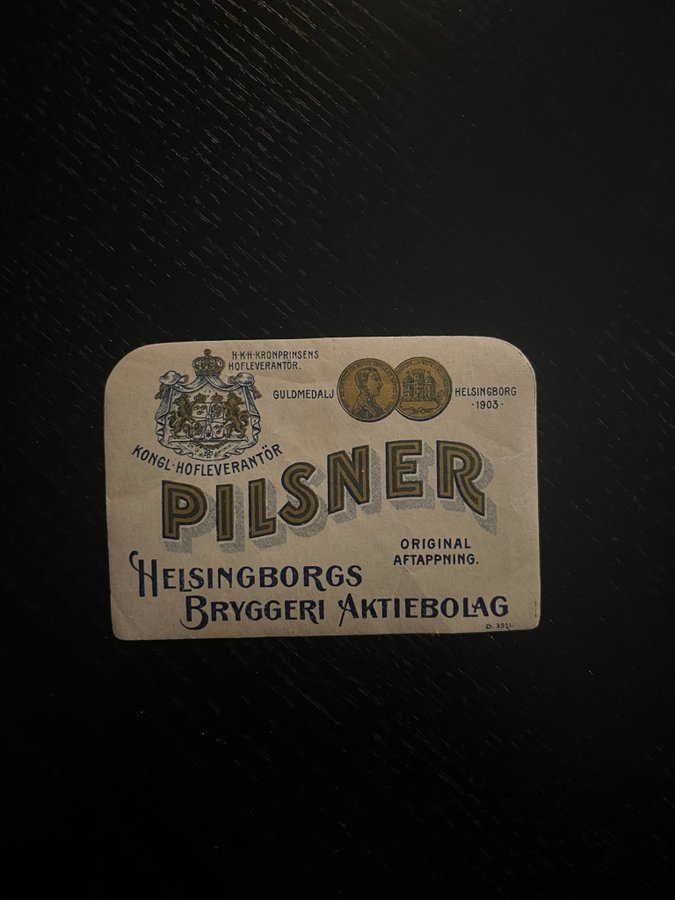 H·K·H·KRONPRINSENS
HOFLEVERANTÖR.
KONGL·HOFLEVERANTÖR
GULDMEDALJ
HELSINGBORG
·1903·
PILSNER
ORIGINAL
AFTAPPNING.
HELSINGBORGS
BRYGGERI AKTIEBOLAG